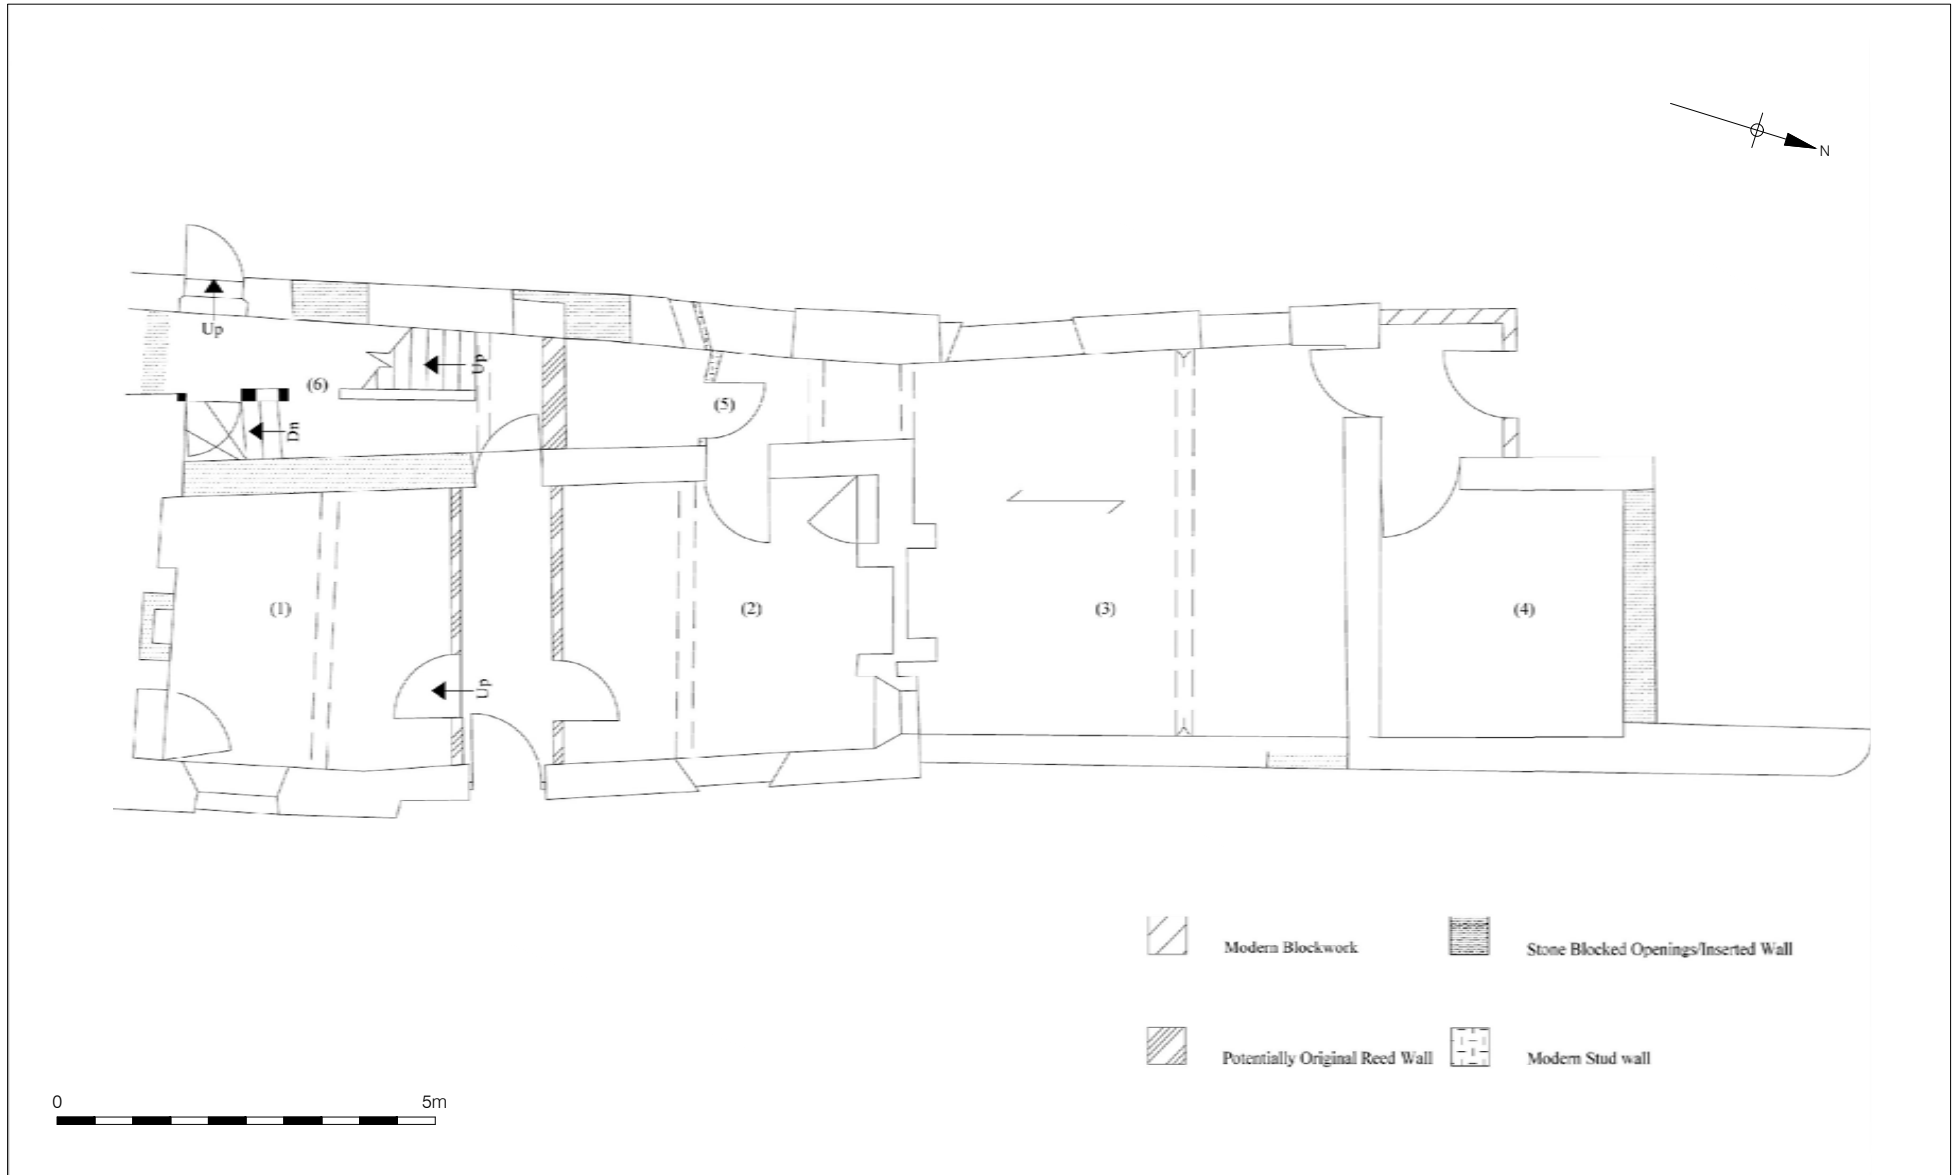 N
Up
Up
(6)
(5)
Dn
(1)
(2)
(3)
(4)
Up
Modern Blockwork
Stone Blocked Openings/Inserted Wall
Potentially Original Reed Wall
Modern Stud wall
0
5m